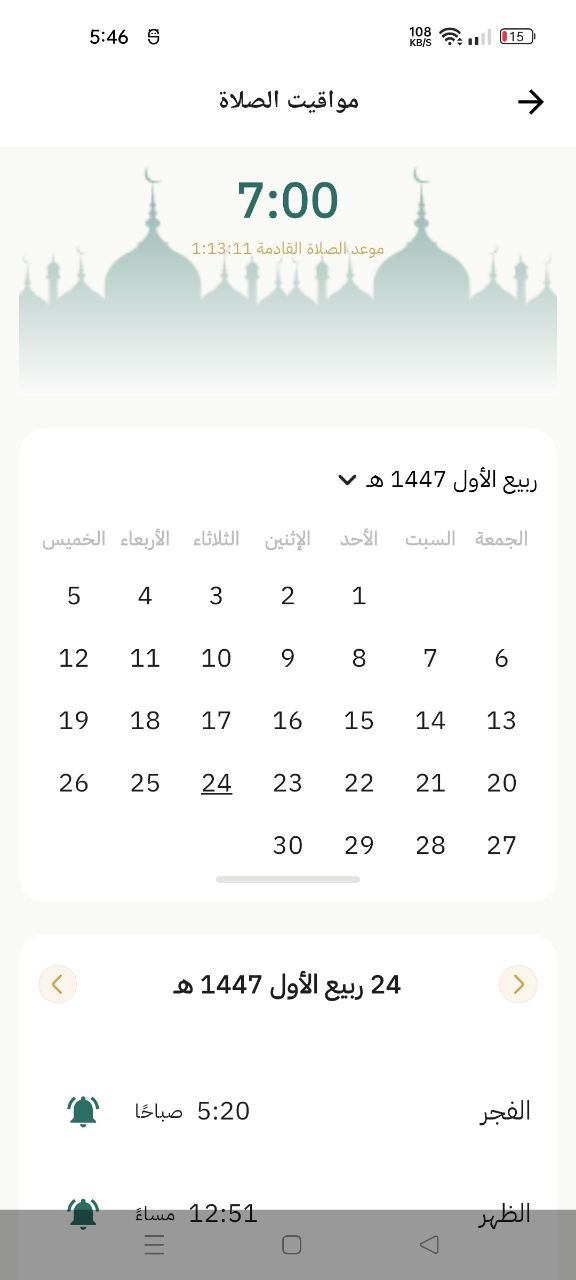 5:46
108
KB/S
15
مواقيت الصلاة
7:00
موعد الصلاة القادمة 1:13:11
ربيع الأول 1447 هـ
الجمعة السبت الأحد الإثنين الثلاثاء الأربعاء الخميس
1 2 3 4 5
6 7 8 9 10 11 12
13 14 15 16 17 18 19
20 21 22 23 24 25 26
27 28 29 30
24 ربيع الأول 1447 هـ
الفجر 5:20 صباحًا
الظهر 12:51 مساءً